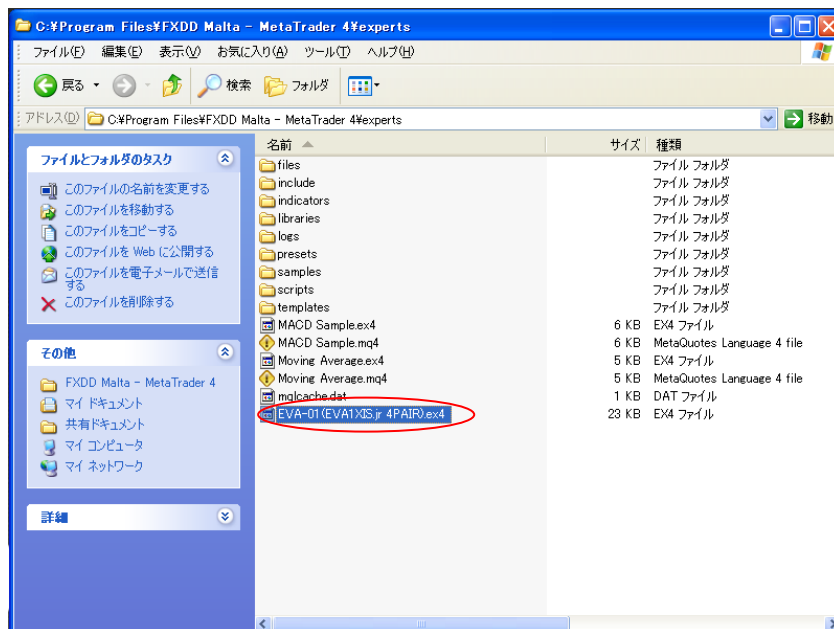 C:¥Program Files¥FXDD Malta - MetaTrader 4¥experts
ファイル(F) 編集(E) 表示(V) お気に入り(A) ツール(T) ヘルプ(H)
戻る 検索 フォルダ
アドレス(D) C:¥Program Files¥FXDD Malta - MetaTrader 4¥experts 移動
ファイルとフォルダのタスク
このファイルの名前を変更する
このファイルを移動する
このファイルをコピーする
このファイルを Web に公開する
このファイルを電子メールで送信
する
このファイルを削除する
その他
FXDD Malta - MetaTrader 4
マイ ドキュメント
共有ドキュメント
マイ コンピュータ
マイ ネットワーク
詳細
名前 サイズ 種類
files ファイル フォルダ
include ファイル フォルダ
indicators ファイル フォルダ
libraries ファイル フォルダ
logs ファイル フォルダ
presets ファイル フォルダ
samples ファイル フォルダ
scripts ファイル フォルダ
templates ファイル フォルダ
MACD Sample.ex4 6 KB EX4 ファイル
MACD Sample.mq4 6 KB MetaQuotes Language 4 file
Moving Average.ex4 5 KB EX4 ファイル
Moving Average.mq4 5 KB MetaQuotes Language 4 file
mqlcache.dat 1 KB DAT ファイル
EVA-01(EVA1XIS.jr 4PAIR).ex4 23 KB EX4 ファイル